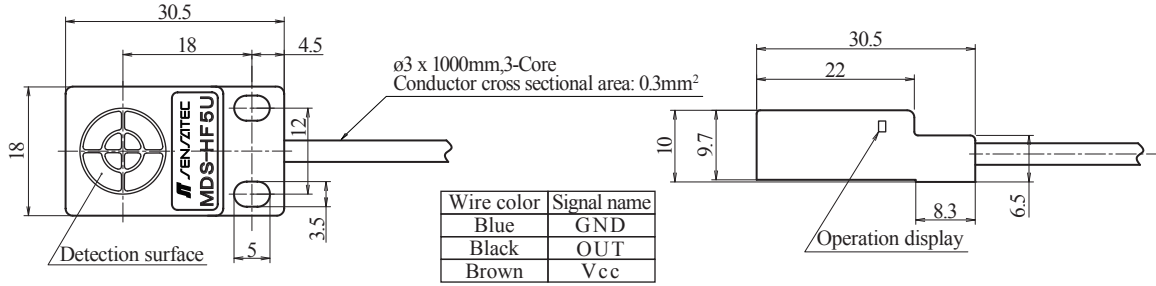 30.5
18
4.5
ø3 x 1000mm,3-Core
Conductor cross sectional area: 0.3mm²
18
12
SENSATEC
MDS-HF5U
3.5
5
Detection surface
Wire color Signal name
Blue GND
Black OUT
Brown Vcc
30.5
22
10
9.7
6.5
8.3
Operation display